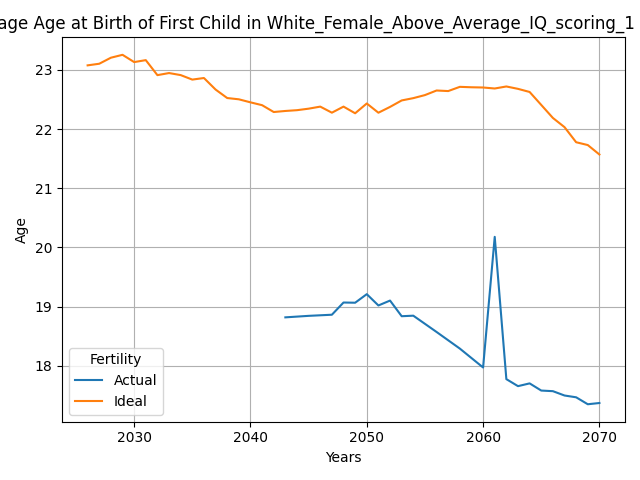 age Age at Birth of First Child in White_Female_Above_Average_IQ_scoring_1
Age
23
22
21
20
19
18
Fertility
Actual
Ideal
2030 2040 2050 2060 2070
Years